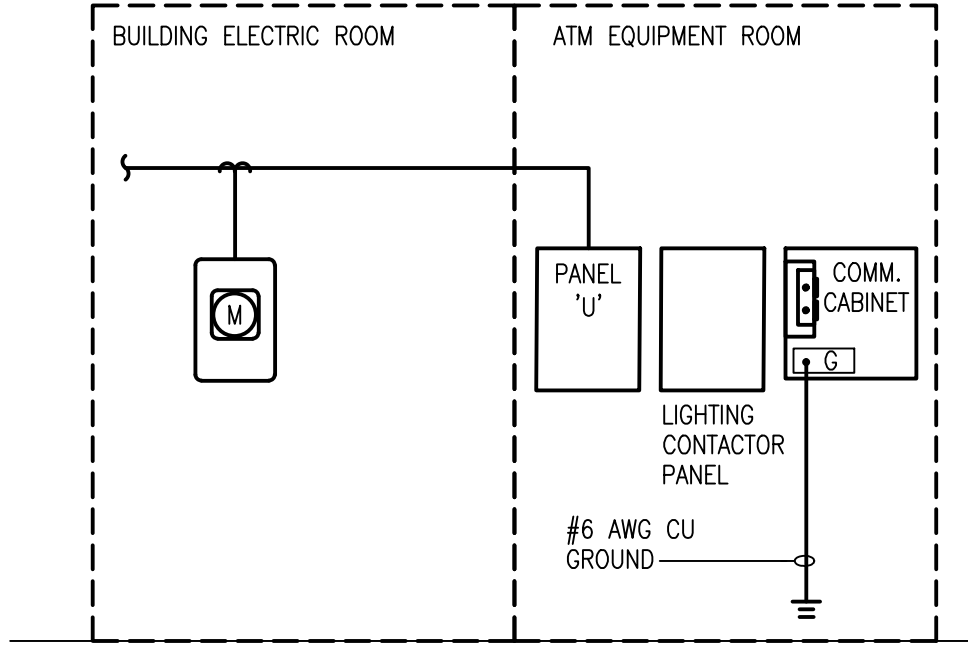 BUILDING ELECTRIC ROOM
ATM EQUIPMENT ROOM
M
PANEL
'U'
COMM.
CABINET
G
LIGHTING
CONTACTOR
PANEL
#6 AWG CU
GROUND